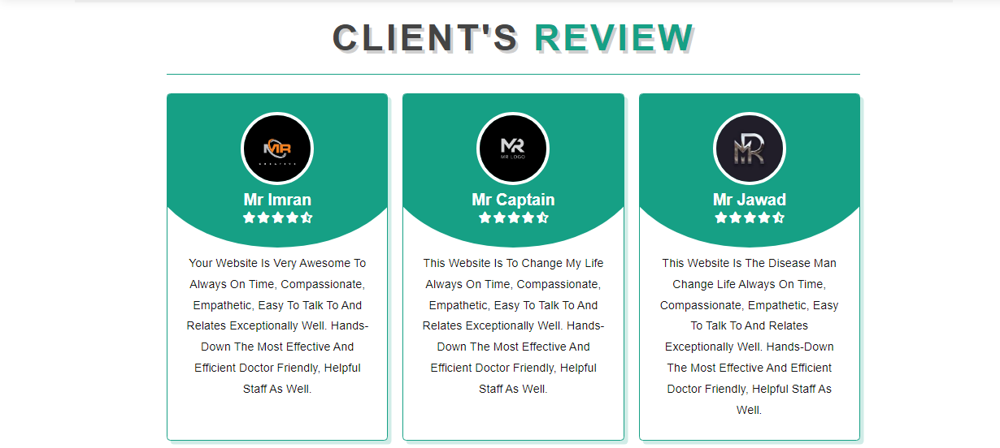 CLIENT'S REVIEW
MR
CREATIVE
Mr Imran
Your Website Is Very Awesome To
Always On Time, Compassionate,
Empathetic, Easy To Talk To And
Relates Exceptionally Well. Hands-
Down The Most Effective And
Efficient Doctor Friendly, Helpful
Staff As Well.
MR
MR LOGO
Mr Captain
This Website Is To Change My Life
Always On Time, Compassionate,
Empathetic, Easy To Talk To And
Relates Exceptionally Well. Hands-
Down The Most Effective And
Efficient Doctor Friendly, Helpful
Staff As Well.
MR
Mr Jawad
This Website Is The Disease Man
Change Life Always On Time,
Compassionate, Empathetic, Easy
To Talk To And Relates
Exceptionally Well. Hands-Down
The Most Effective And Efficient
Doctor Friendly, Helpful Staff As
Well.